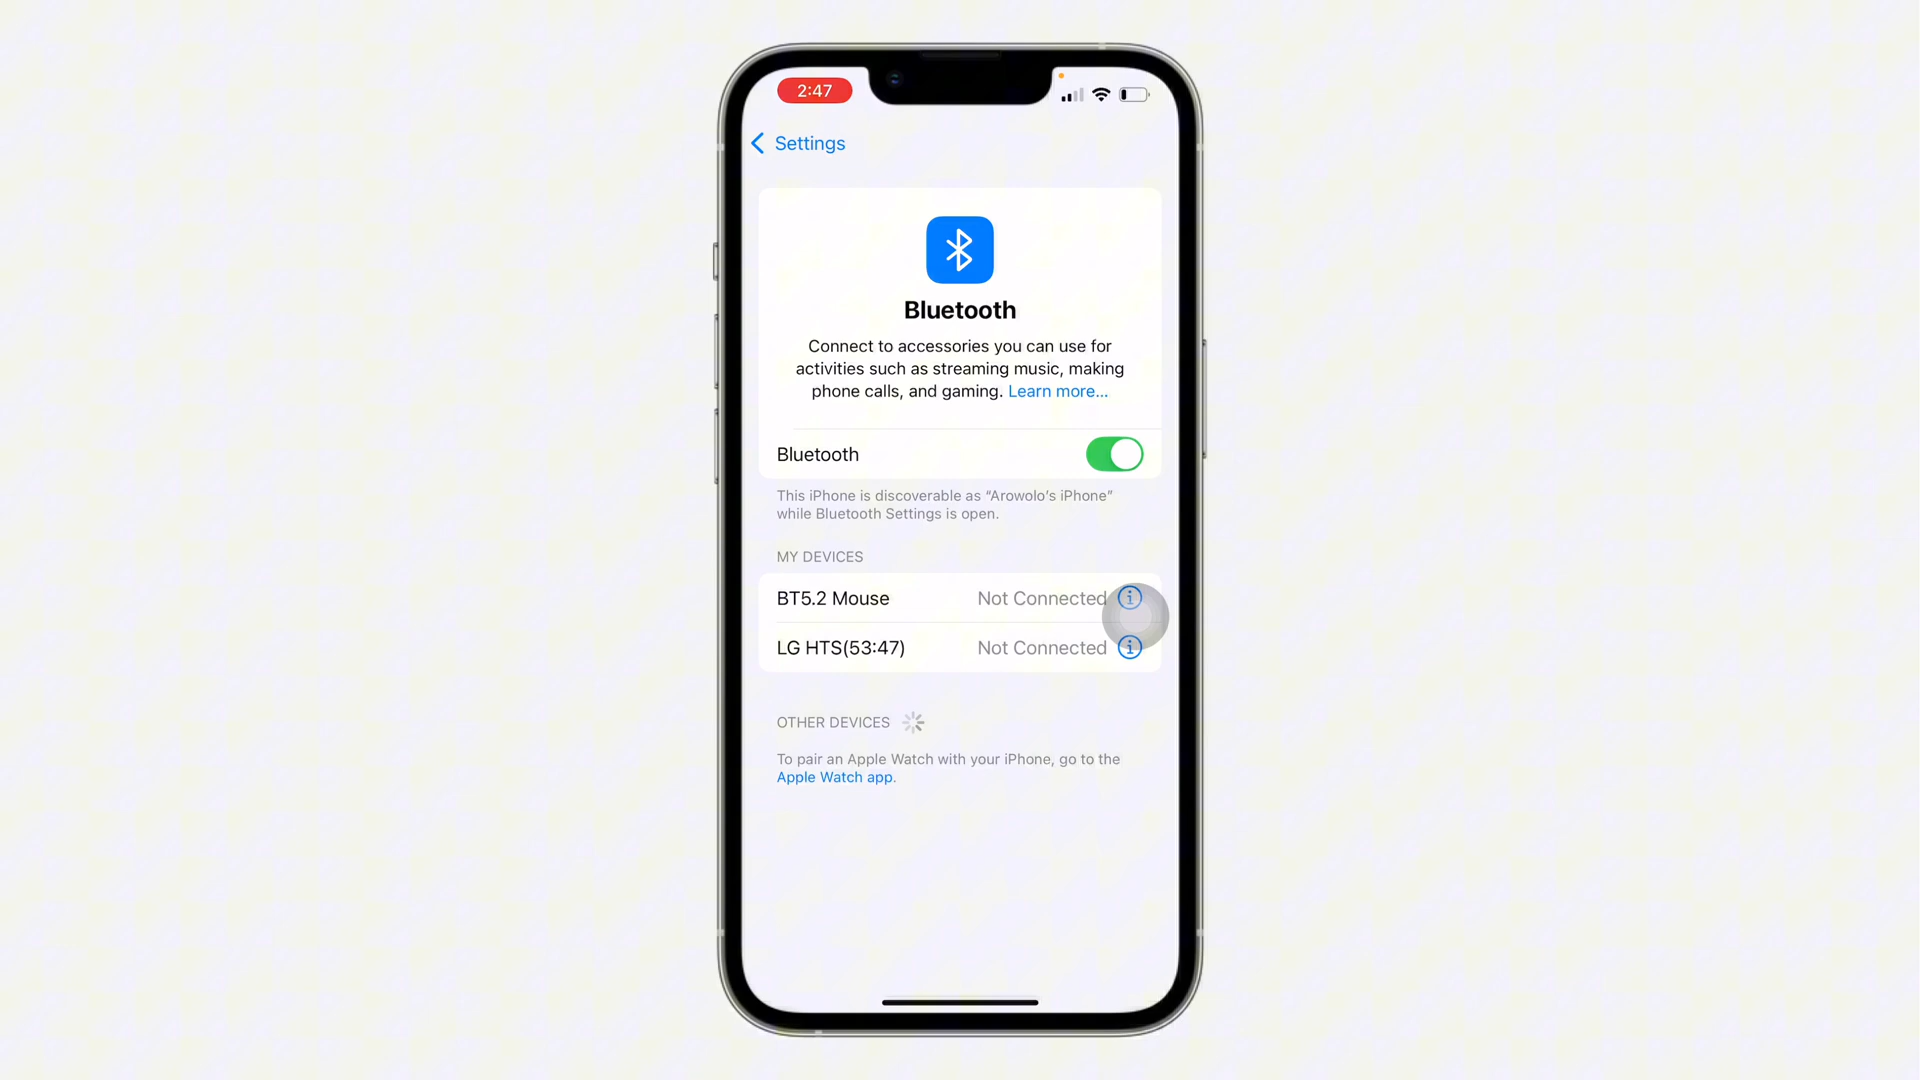 2:47
Settings
Bluetooth
Connect to accessories you can use for
activities such as streaming music, making
phone calls, and gaming. Learn more...
Bluetooth
This iPhone is discoverable as “Arowolo’s iPhone”
while Bluetooth Settings is open.
MY DEVICES
BT5.2 Mouse Not Connected
LG HTS(53:47) Not Connected
OTHER DEVICES
To pair an Apple Watch with your iPhone, go to the
Apple Watch app.